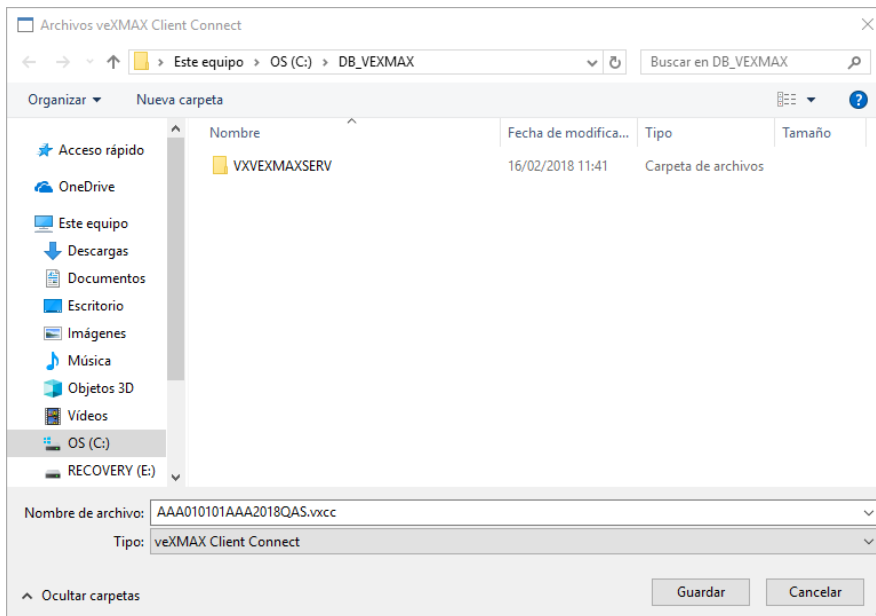 Archivos veXMAX Client Connect
Este equipo > OS (C:) > DB_VEXMAX
Buscar en DB_VEXMAX
Organizar
Nueva carpeta
Nombre
Fecha de modifica...
Tipo
Tamaño
Acceso rápido
OneDrive
Este equipo
Descargas
Documentos
Escritorio
Imágenes
Música
Objetos 3D
Vídeos
OS (C:)
RECOVERY (E:)
VXVEXMAXSERV
16/02/2018 11:41
Carpeta de archivos
Nombre de archivo: AAA010101AAA2018QAS.vxcc
Tipo: veXMAX Client Connect
Ocultar carpetas
Guardar
Cancelar